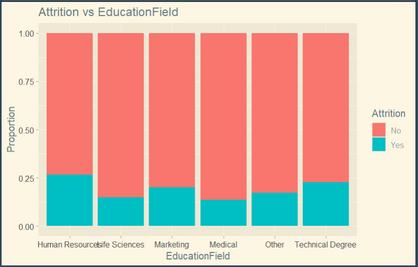 Attrition vs EducationField
1.00
0.75
0.50
0.25
0.00
Proportion
Human Resources Life Sciences Marketing Medical Other Technical Degree
EducationField
Attrition
No
Yes